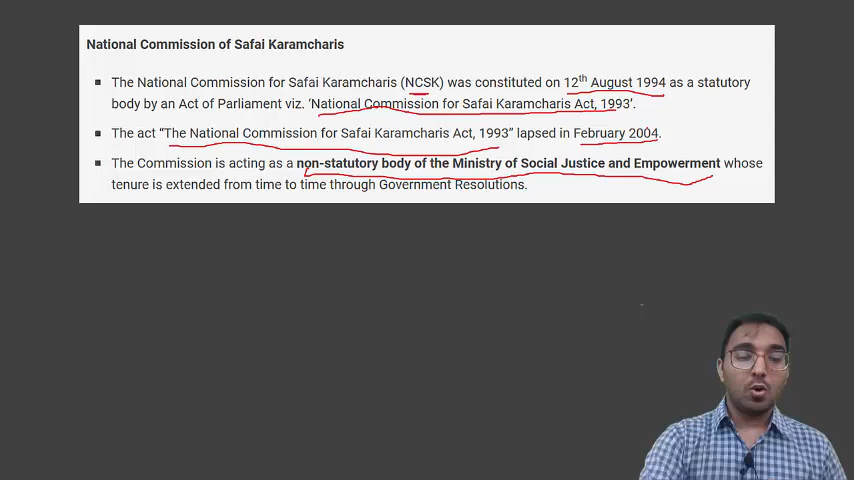 National Commission of Safai Karamcharis
The National Commission for Safai Karamcharis (NCSK) was constituted on 12th August 1994 as a statutory
body by an Act of Parliament viz. ‘National Commission for Safai Karamcharis Act, 1993’.
The act “The National Commission for Safai Karamcharis Act, 1993” lapsed in February 2004.
The Commission is acting as a non-statutory body of the Ministry of Social Justice and Empowerment whose
tenure is extended from time to time through Government Resolutions.